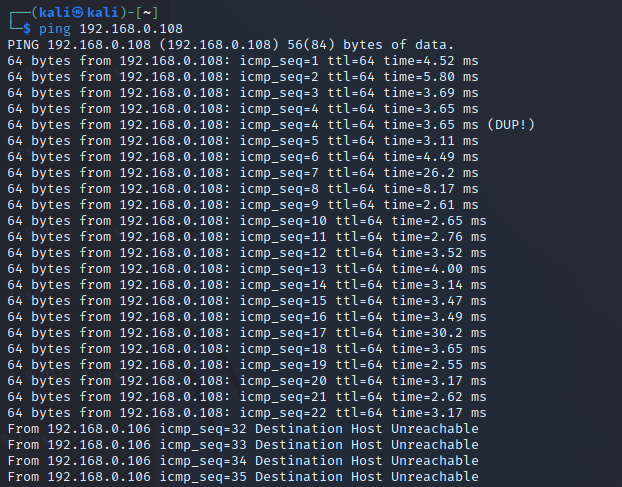 ┌──(kali㉿kali)-[~]
└─$ ping 192.168.0.108
PING 192.168.0.108 (192.168.0.108) 56(84) bytes of data.
64 bytes from 192.168.0.108: icmp_seq=1 ttl=64 time=4.52 ms
64 bytes from 192.168.0.108: icmp_seq=2 ttl=64 time=5.80 ms
64 bytes from 192.168.0.108: icmp_seq=3 ttl=64 time=3.69 ms
64 bytes from 192.168.0.108: icmp_seq=4 ttl=64 time=3.65 ms
64 bytes from 192.168.0.108: icmp_seq=4 ttl=64 time=3.65 ms (DUP!)
64 bytes from 192.168.0.108: icmp_seq=5 ttl=64 time=3.11 ms
64 bytes from 192.168.0.108: icmp_seq=6 ttl=64 time=4.49 ms
64 bytes from 192.168.0.108: icmp_seq=7 ttl=64 time=26.2 ms
64 bytes from 192.168.0.108: icmp_seq=8 ttl=64 time=8.17 ms
64 bytes from 192.168.0.108: icmp_seq=9 ttl=64 time=2.61 ms
64 bytes from 192.168.0.108: icmp_seq=10 ttl=64 time=2.65 ms
64 bytes from 192.168.0.108: icmp_seq=11 ttl=64 time=2.76 ms
64 bytes from 192.168.0.108: icmp_seq=12 ttl=64 time=3.52 ms
64 bytes from 192.168.0.108: icmp_seq=13 ttl=64 time=4.00 ms
64 bytes from 192.168.0.108: icmp_seq=14 ttl=64 time=3.14 ms
64 bytes from 192.168.0.108: icmp_seq=15 ttl=64 time=3.47 ms
64 bytes from 192.168.0.108: icmp_seq=16 ttl=64 time=3.49 ms
64 bytes from 192.168.0.108: icmp_seq=17 ttl=64 time=30.2 ms
64 bytes from 192.168.0.108: icmp_seq=18 ttl=64 time=3.65 ms
64 bytes from 192.168.0.108: icmp_seq=19 ttl=64 time=2.55 ms
64 bytes from 192.168.0.108: icmp_seq=20 ttl=64 time=3.17 ms
64 bytes from 192.168.0.108: icmp_seq=21 ttl=64 time=2.62 ms
64 bytes from 192.168.0.108: icmp_seq=22 ttl=64 time=3.17 ms
From 192.168.0.106 icmp_seq=32 Destination Host Unreachable
From 192.168.0.106 icmp_seq=33 Destination Host Unreachable
From 192.168.0.106 icmp_seq=34 Destination Host Unreachable
From 192.168.0.106 icmp_seq=35 Destination Host Unreachable